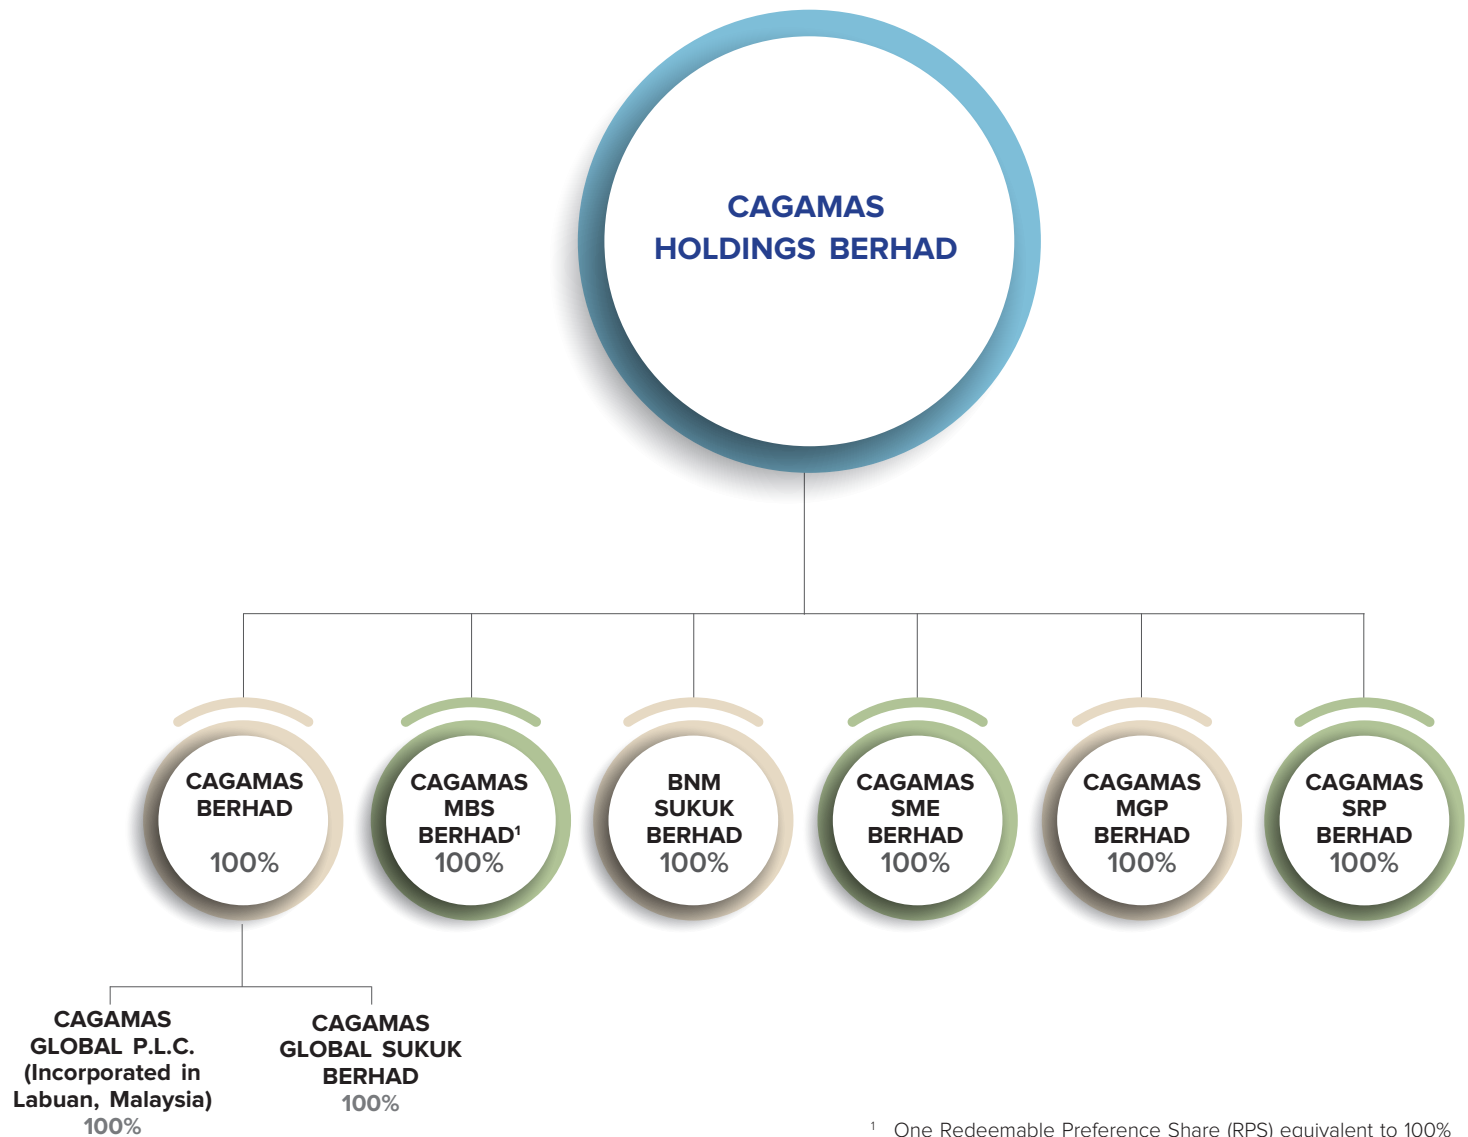 CAGAMAS
HOLDINGS BERHAD
CAGAMAS
BERHAD
100%
CAGAMAS
MBS
BERHAD¹
100%
BNM
SUKUK
BERHAD
100%
CAGAMAS
SME
BERHAD
100%
CAGAMAS
MGP
BERHAD
100%
CAGAMAS
SRP
BERHAD
100%
CAGAMAS
GLOBAL P.L.C.
(Incorporated in
Labuan, Malaysia)
100%
CAGAMAS
GLOBAL SUKUK
BERHAD
100%
¹ One Redeemable Preference Share (RPS) equivalent to 100%